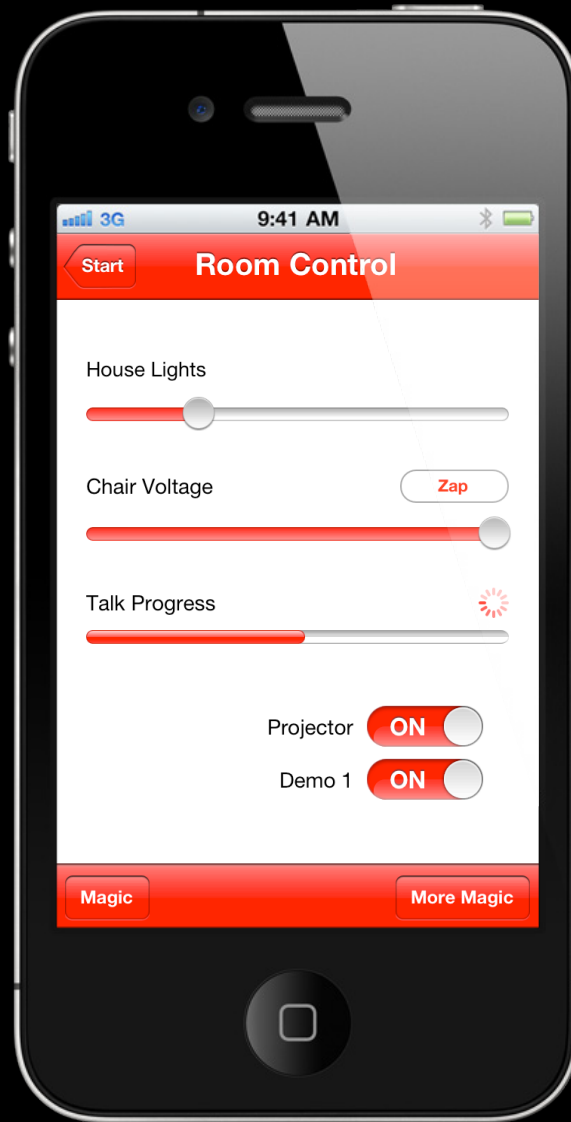 3G 9:41 AM
Start Room Control
House Lights
Chair Voltage Zap
Talk Progress
Projector ON
Demo 1 ON
Magic More Magic